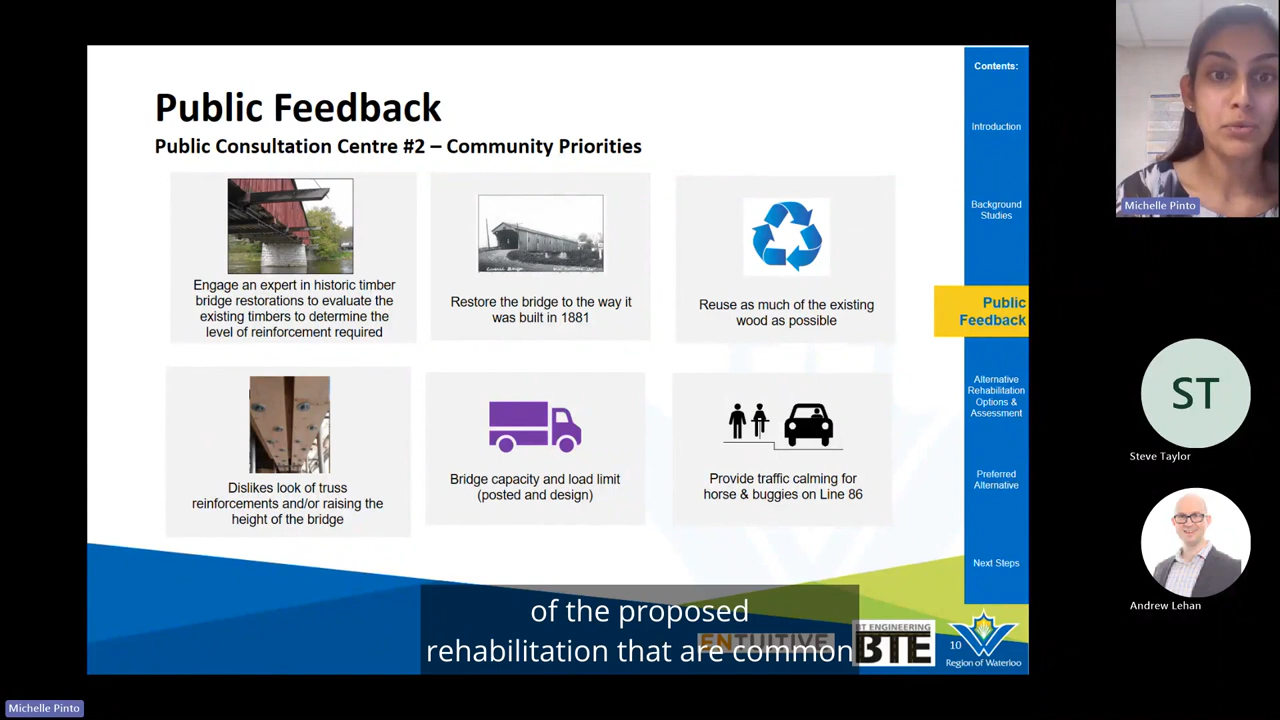 Public Feedback
Public Consultation Centre #2 – Community Priorities
Engage an expert in historic timber
bridge restorations to evaluate the
existing timbers to determine the
level of reinforcement required
Restore the bridge to the way it
was built in 1881
Reuse as much of the existing
wood as possible
Dislikes look of truss
reinforcements and/or raising the
height of the bridge
Bridge capacity and load limit
(posted and design)
Provide traffic calming for
horse & buggies on Line 86
Contents:
Introduction
Background
Studies
Public
Feedback
Alternative
Rehabilitation
Options &
Assessment
Preferred
Alternative
Next Steps
of the proposed
rehabilitation that are common
ENTUITIVE
BT ENGINEERING
BTE
10
Region of Waterloo
Michelle Pinto
ST
Steve Taylor
Andrew Lehan
Michelle Pinto